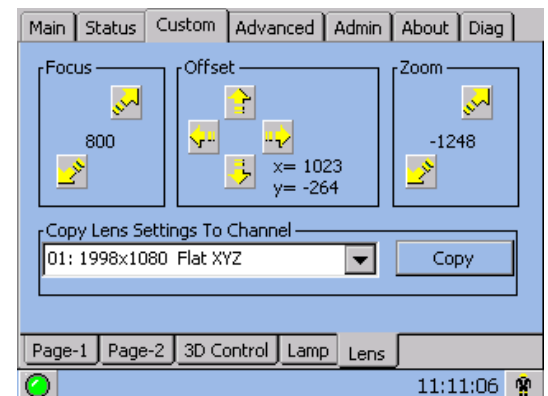 Main Status Custom Advanced Admin About Diag
Focus Offset Zoom
800 -1248
x= 1023
y= -264
Copy Lens Settings To Channel
01: 1998x1080 Flat XYZ Copy
Page-1 Page-2 3D Control Lamp Lens
11:11:06